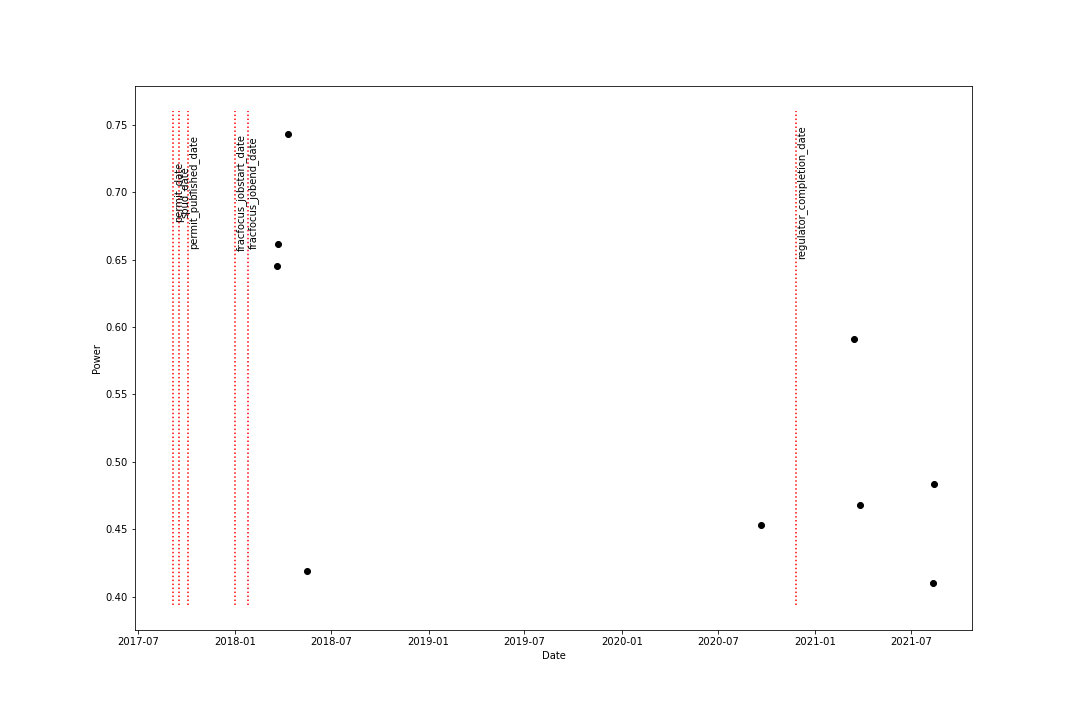 0.75
0.70
0.65
0.60
0.55
0.50
0.45
0.40
Power
permit_date
spud_date
permit_published_date
fracfocus_jobstart_date
fracfocus_jobend_date
regulator_completion_date
2017-07 2018-01 2018-07 2019-01 2019-07 2020-01 2020-07 2021-01 2021-07
Date